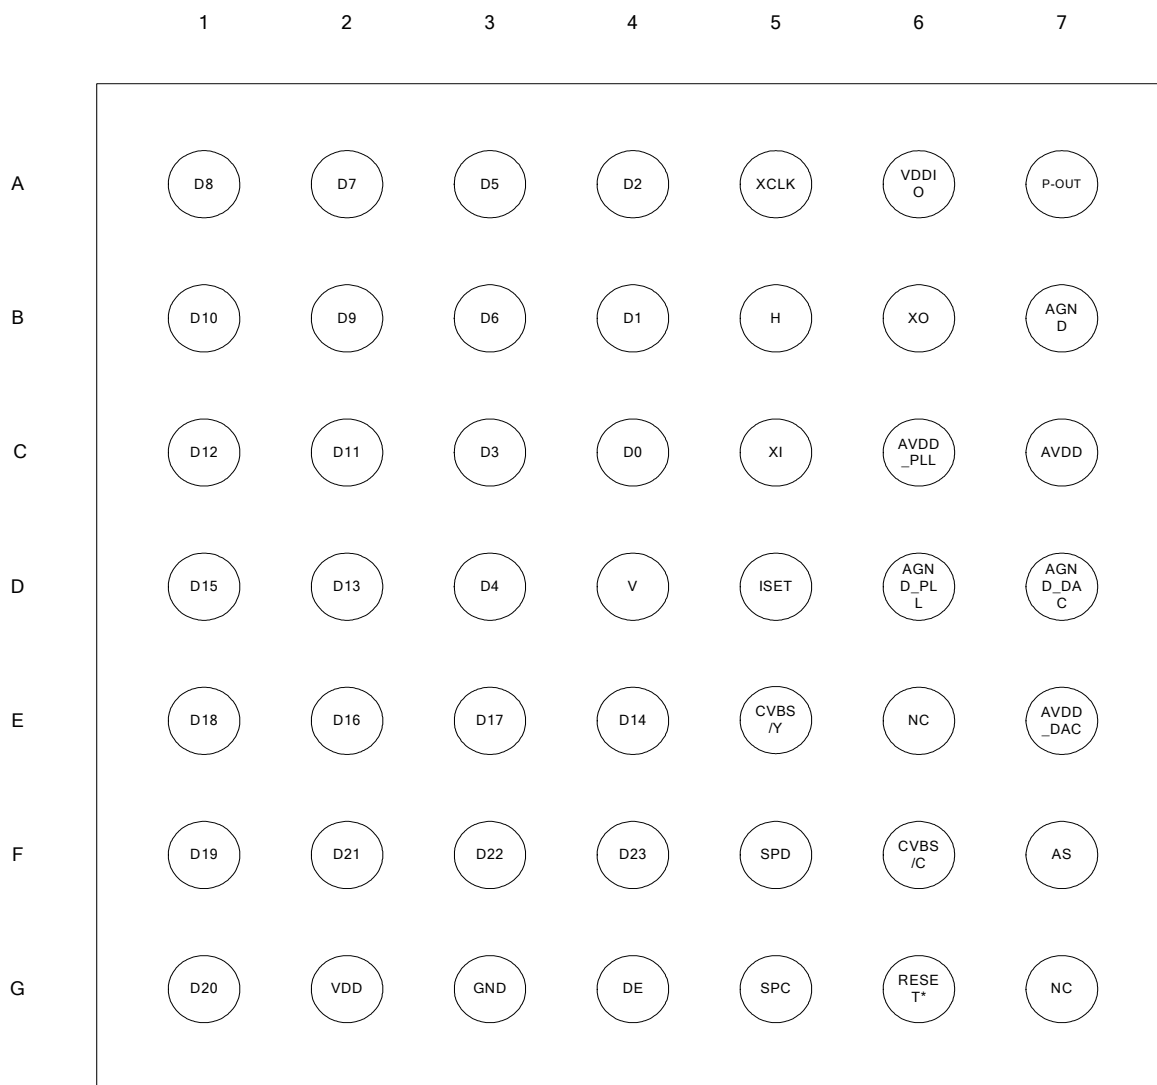 1 2 3 4 5 6 7
A D8 D7 D5 D2 XCLK VDDI
O P-OUT
B D10 D9 D6 D1 H XO AGN
D
C D12 D11 D3 D0 XI AVDD
_PLL AVDD
D D15 D13 D4 V ISET AGN
D_PL
L AGN
D_DA
C
E D18 D16 D17 D14 CVBS
/Y NC AVDD
_DAC
F D19 D21 D22 D23 SPD CVBS
/C AS
G D20 VDD GND DE SPC RESE
T* NC